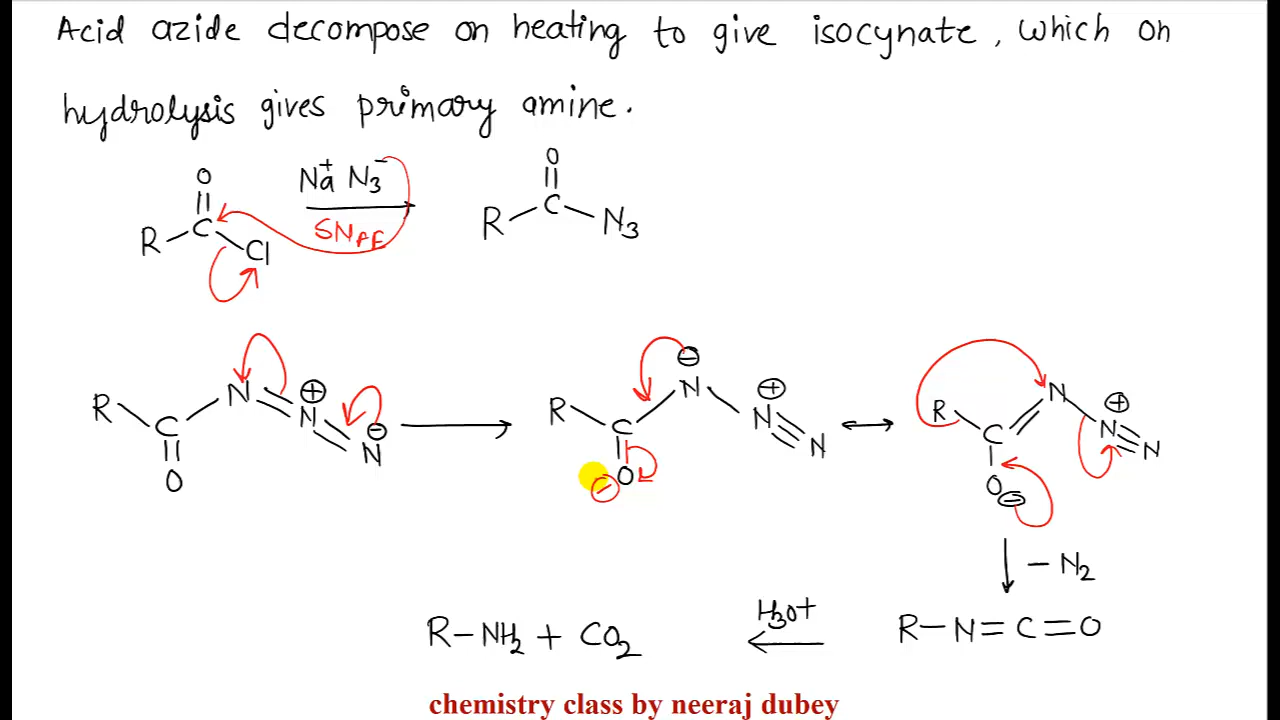 Acid azide decompose on heating to give isocynate, which on
hydrolysis gives primary amine.
O
Na+ N3-
O
R C Cl
SNAE
R C N3
R C O N N⊕ N⊖
R C O⊖ N⊖ N⊕ N
R C O⊖ N N⊕ N
- N2
R-NH2 + CO2
H3O+
R-N=C=O
chemistry class by neeraj dubey